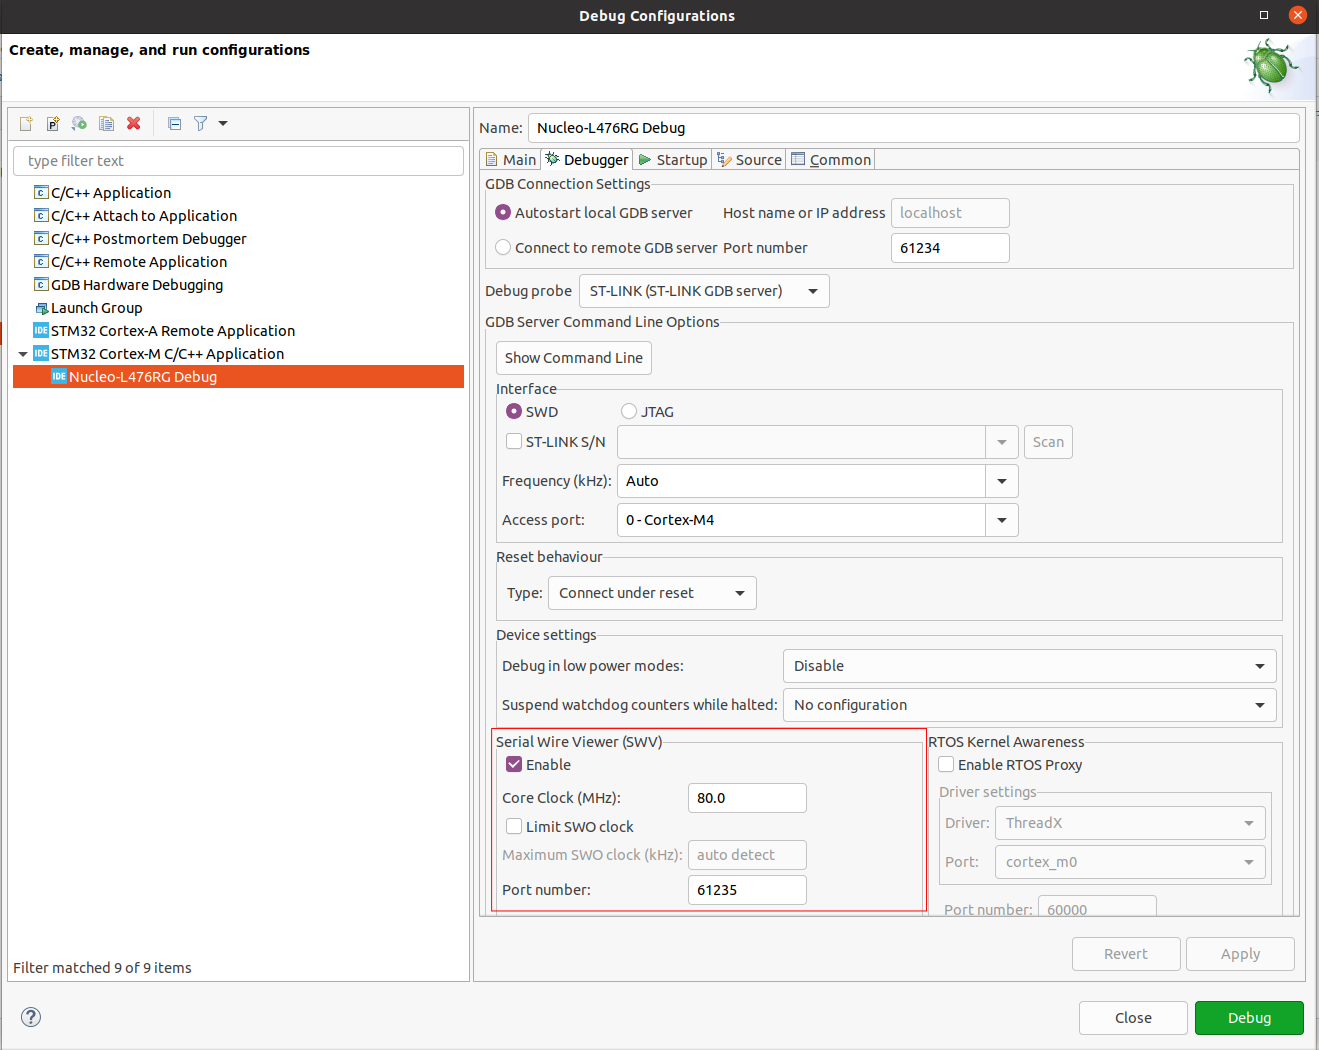 Debug Configurations
Create, manage, and run configurations
type filter text
C/C++ Application
C/C++ Attach to Application
C/C++ Postmortem Debugger
C/C++ Remote Application
GDB Hardware Debugging
Launch Group
IDE STM32 Cortex-A Remote Application
IDE STM32 Cortex-M C/C++ Application
IDE Nucleo-L476RG Debug
Filter matched 9 of 9 items
Name: Nucleo-L476RG Debug
Main Debugger Startup Source Common
GDB Connection Settings
Autostart local GDB server Host name or IP address localhost
Connect to remote GDB server Port number 61234
Debug probe ST-LINK (ST-LINK GDB server)
GDB Server Command Line Options
Show Command Line
Interface
SWD JTAG
ST-LINK S/N Scan
Frequency (kHz): Auto
Access port: 0 - Cortex-M4
Reset behaviour
Type: Connect under reset
Device settings
Debug in low power modes: Disable
Suspend watchdog counters while halted: No configuration
Serial Wire Viewer (SWV)
Enable
Core Clock (MHz): 80.0
Limit SWO clock
Maximum SWO clock (kHz): auto detect
Port number: 61235
RTOS Kernel Awareness
Enable RTOS Proxy
Driver settings
Driver: ThreadX
Port: cortex_m0
Port number: 60000
Revert Apply
Close Debug